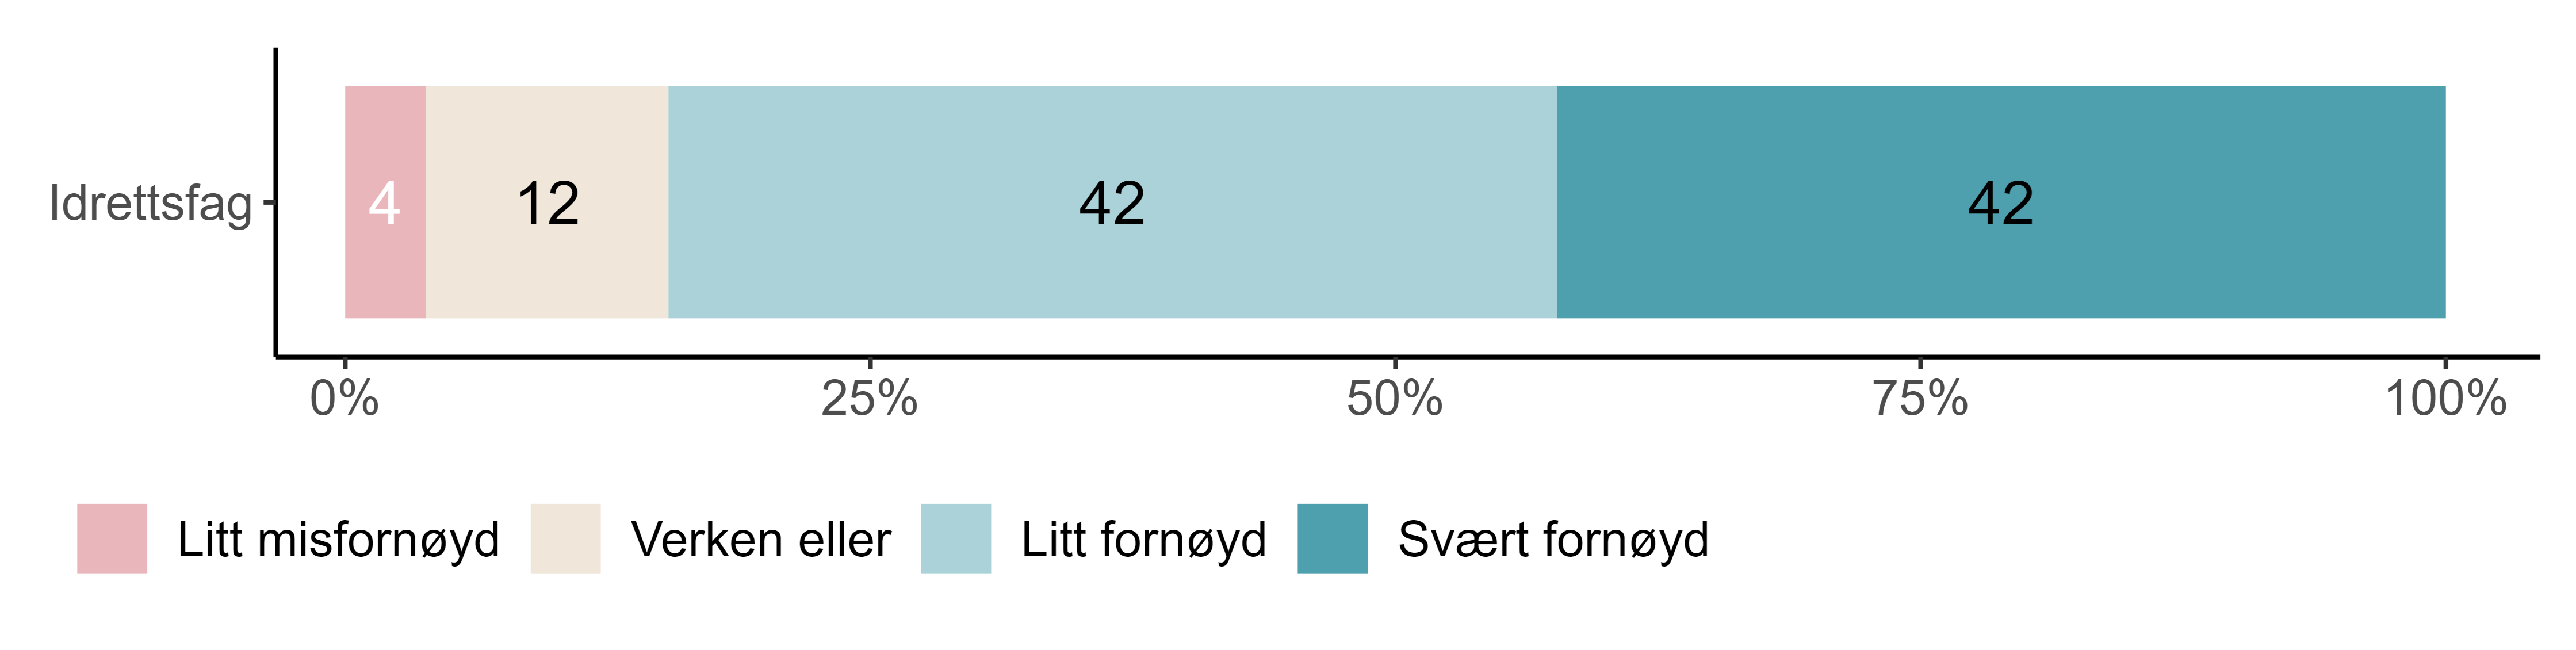 Idrettsfag
4 12 42 42
0% 25% 50% 75% 100%
Litt misfornøyd Verken eller Litt fornøyd Svært fornøyd